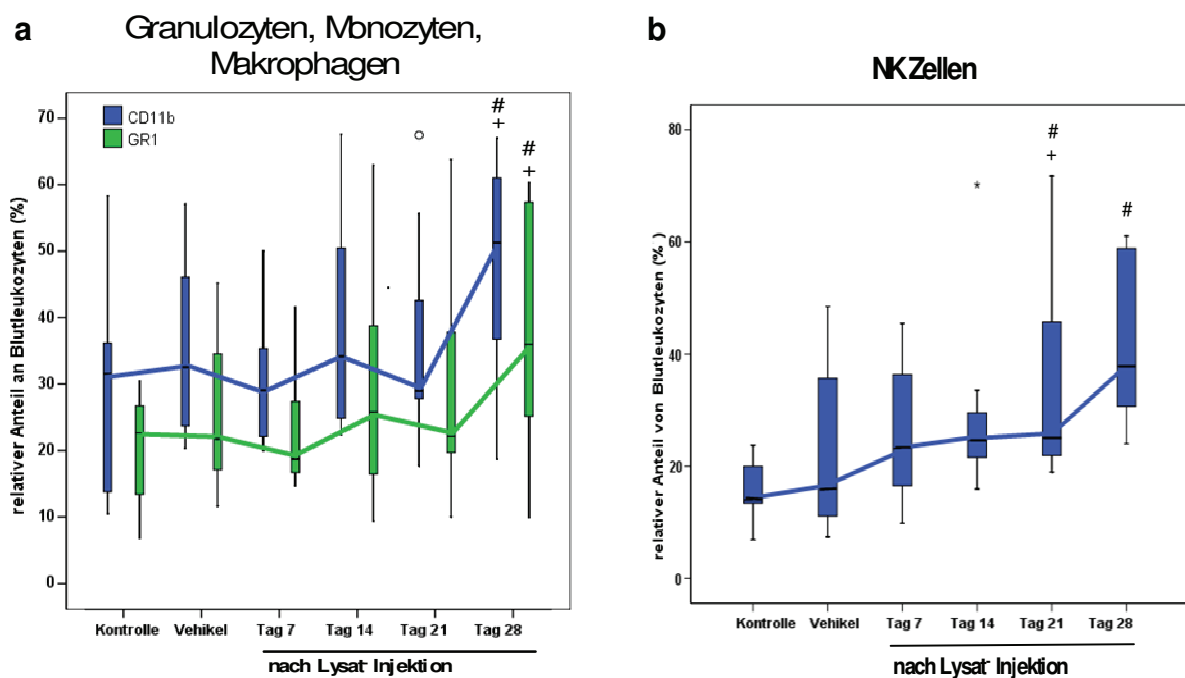 a
Granulozyten, Monozyten,
Makrophagen
CD11b
GR1
# #
+ +
relativer Anteil an Blutleukozyten (%)
70
60
50
40
30
20
10
0
Kontrolle Vehikel Tag 7 Tag 14 Tag 21 Tag 28
nach Lysat- Injektion
b
NK Zellen
# #
+
*
relativer Anteil von Blutleukozyten (%)
80
60
40
20
0
Kontrolle Vehikel Tag 7 Tag 14 Tag 21 Tag 28
nach Lysat- Injektion